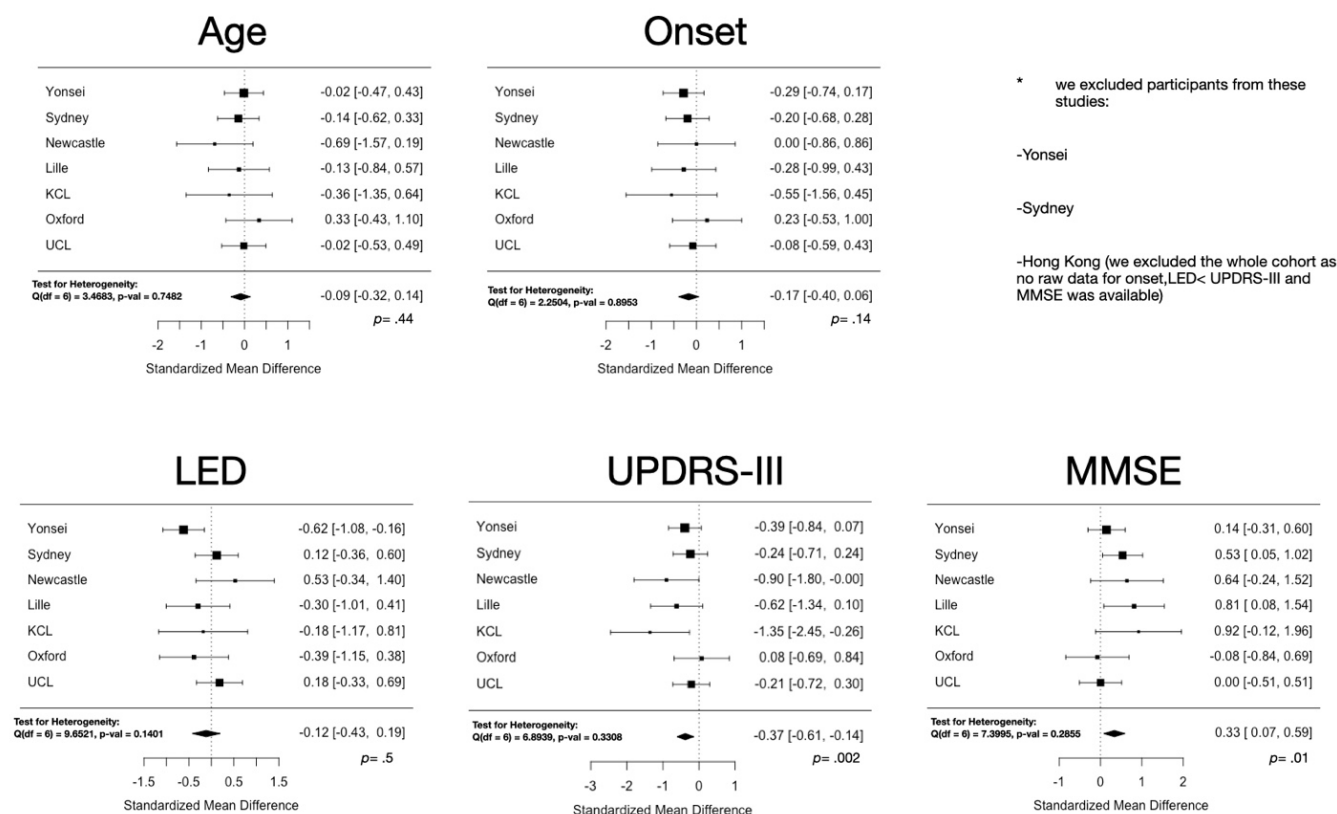 Age
Yonsei -0.02 [-0.47, 0.43]
Sydney -0.14 [-0.62, 0.33]
Newcastle -0.69 [-1.57, 0.19]
Lille -0.13 [-0.84, 0.57]
KCL -0.36 [-1.35, 0.64]
Oxford 0.33 [-0.43, 1.10]
UCL -0.02 [-0.53, 0.49]
Test for Heterogeneity:
Q(df = 6) = 3.4683, p-val = 0.7482 -0.09 [-0.32, 0.14]
p= .44
-2 -1 0 1
Standardized Mean Difference
Onset
Yonsei -0.29 [-0.74, 0.17]
Sydney -0.20 [-0.68, 0.28]
Newcastle 0.00 [-0.86, 0.86]
Lille -0.28 [-0.99, 0.43]
KCL -0.55 [-1.56, 0.45]
Oxford 0.23 [-0.53, 1.00]
UCL -0.08 [-0.59, 0.43]
Test for Heterogeneity:
Q(df = 6) = 2.2504, p-val = 0.8953 -0.17 [-0.40, 0.06]
p= .14
-2 -1 0 1
Standardized Mean Difference
* we excluded participants from these
studies:
-Yonsei
-Sydney
-Hong Kong (we excluded the whole cohort as
no raw data for onset,LED< UPDRS-III and
MMSE was available)
LED
Yonsei -0.62 [-1.08, -0.16]
Sydney 0.12 [-0.36, 0.60]
Newcastle 0.53 [-0.34, 1.40]
Lille -0.30 [-1.01, 0.41]
KCL -0.18 [-1.17, 0.81]
Oxford -0.39 [-1.15, 0.38]
UCL 0.18 [-0.33, 0.69]
Test for Heterogeneity:
Q(df = 6) = 9.6521, p-val = 0.1401 -0.12 [-0.43, 0.19]
p= .5
-1.5 -0.5 0.5 1.5
Standardized Mean Difference
UPDRS-III
Yonsei -0.39 [-0.84, 0.07]
Sydney -0.24 [-0.71, 0.24]
Newcastle -0.90 [-1.80, -0.00]
Lille -0.62 [-1.34, 0.10]
KCL -1.35 [-2.45, -0.26]
Oxford 0.08 [-0.69, 0.84]
UCL -0.21 [-0.72, 0.30]
Test for Heterogeneity:
Q(df = 6) = 6.8939, p-val = 0.3308 -0.37 [-0.61, -0.14]
p= .002
-3 -2 -1 0 1
Standardized Mean Difference
MMSE
Yonsei 0.14 [-0.31, 0.60]
Sydney 0.53 [ 0.05, 1.02]
Newcastle 0.64 [-0.24, 1.52]
Lille 0.81 [ 0.08, 1.54]
KCL 0.92 [-0.12, 1.96]
Oxford -0.08 [-0.84, 0.69]
UCL 0.00 [-0.51, 0.51]
Test for Heterogeneity:
Q(df = 6) = 7.3995, p-val = 0.2855 0.33 [ 0.07, 0.59]
p= .01
-1 0 1 2
Standardized Mean Difference